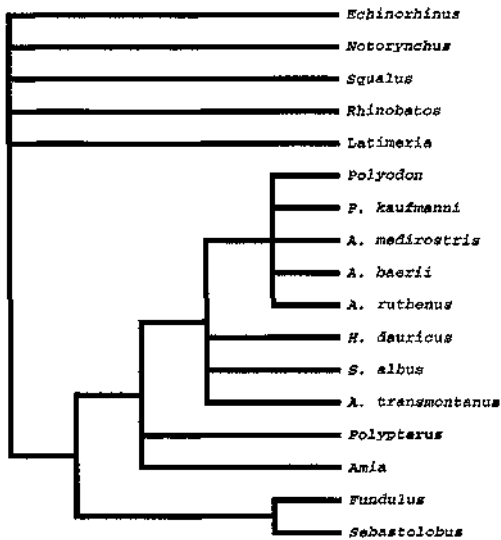 Echinorhinus
Notorynchus
Squalus
Rhinobatos
Latimeria
Polyodon
P. kaufmanni
A. medirostris
A. baerii
A. ruthenus
H. dauricus
S. albus
A. transmontanus
Polypterus
Amia
Fundulus
Sebastolobus